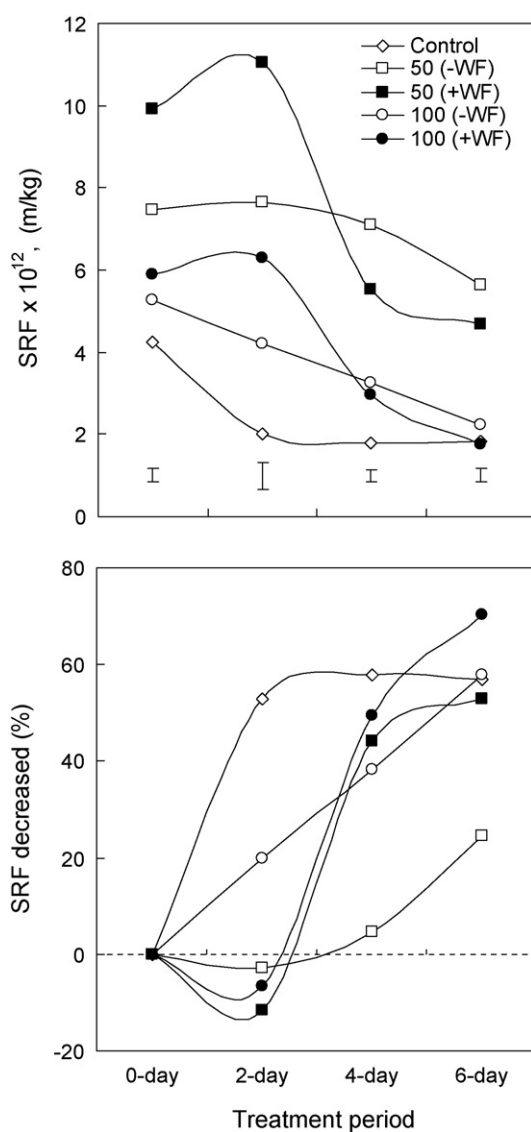 12
10
8
6
4
2
0
SRF x 10¹² , (m/kg)
Control
50 (-WF)
50 (+WF)
100 (-WF)
100 (+WF)
80
60
40
20
0
-20
SRF decreased (%)
0-day 2-day 4-day 6-day
Treatment period